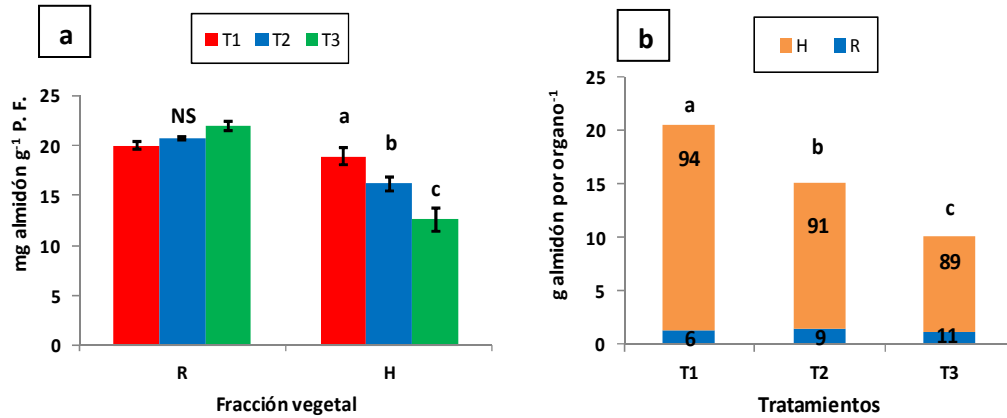 a
T1 T2 T3
mg almidón g⁻¹ P. F.
25
20
15
10
5
0
NS
a
b
c
R H
Fracción vegetal
b
H R
g almidón por organo⁻¹
25
20
15
10
5
0
a
b
c
94
91
89
6
9
11
T1 T2 T3
Tratamientos